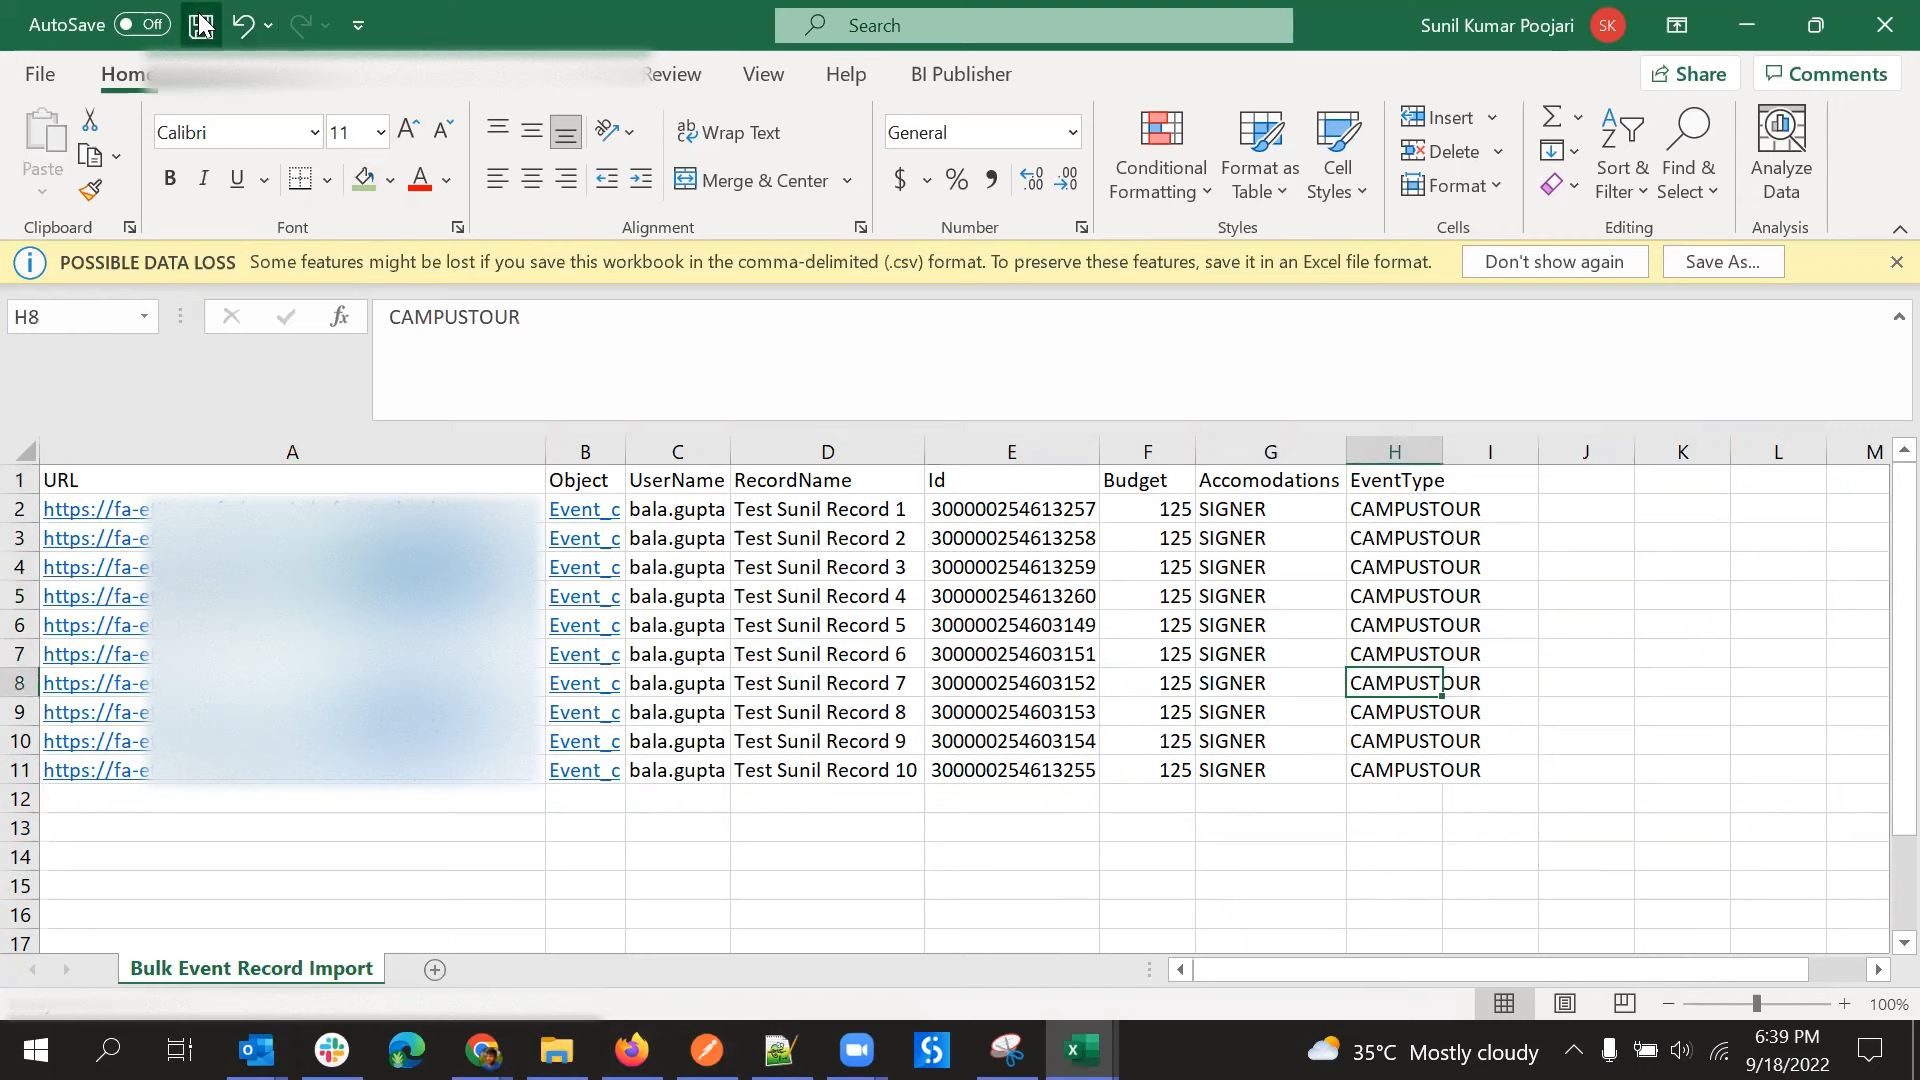 AutoSave Off Search Sunil Kumar Poojari SK
File Home Review View Help BI Publisher Share Comments
Calibri 11 ab Wrap Text General Insert
Paste Conditional Formatting Format as Table Cell Styles Delete Sort & Filter Find & Select Analyze Data
B I U A Merge & Center $ % Format
Clipboard Font Alignment Number Styles Cells Editing Analysis
POSSIBLE DATA LOSS Some features might be lost if you save this workbook in the comma-delimited (.csv) format. To preserve these features, save it in an Excel file format. Don't show again Save As...
H8 fx CAMPUSTOUR
A B C D E F G H I J K L M
1 URL Object UserName RecordName Id Budget Accomodations EventType
2 https://fa-e Event_c bala.gupta Test Sunil Record 1 300000254613257 125 SIGNER CAMPUSTOUR
3 https://fa-e Event_c bala.gupta Test Sunil Record 2 300000254613258 125 SIGNER CAMPUSTOUR
4 https://fa-e Event_c bala.gupta Test Sunil Record 3 300000254613259 125 SIGNER CAMPUSTOUR
5 https://fa-e Event_c bala.gupta Test Sunil Record 4 300000254613260 125 SIGNER CAMPUSTOUR
6 https://fa-e Event_c bala.gupta Test Sunil Record 5 300000254603149 125 SIGNER CAMPUSTOUR
7 https://fa-e Event_c bala.gupta Test Sunil Record 6 300000254603151 125 SIGNER CAMPUSTOUR
8 https://fa-e Event_c bala.gupta Test Sunil Record 7 300000254603152 125 SIGNER CAMPUSTOUR
9 https://fa-e Event_c bala.gupta Test Sunil Record 8 300000254603153 125 SIGNER CAMPUSTOUR
10 https://fa-e Event_c bala.gupta Test Sunil Record 9 300000254603154 125 SIGNER CAMPUSTOUR
11 https://fa-e Event_c bala.gupta Test Sunil Record 10 300000254613255 125 SIGNER CAMPUSTOUR
12
13
14
15
16
17
Bulk Event Record Import
100%
35°C Mostly cloudy 6:39 PM
9/18/2022